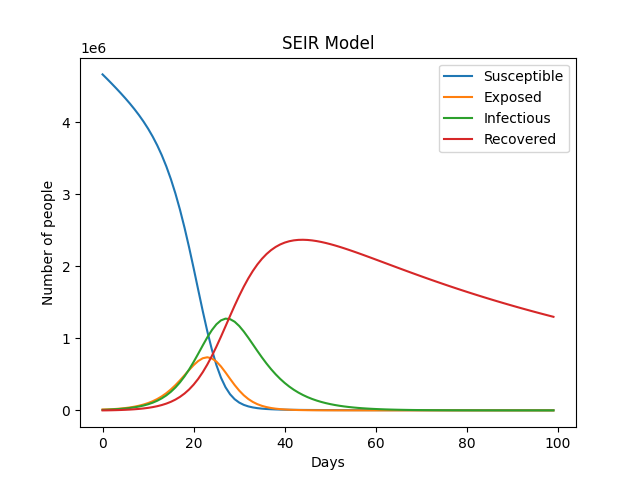 SEIR Model
1e6
Susceptible
Exposed
Infectious
Recovered
4
3
2
1
0
Number of people
0 20 40 60 80 100
Days